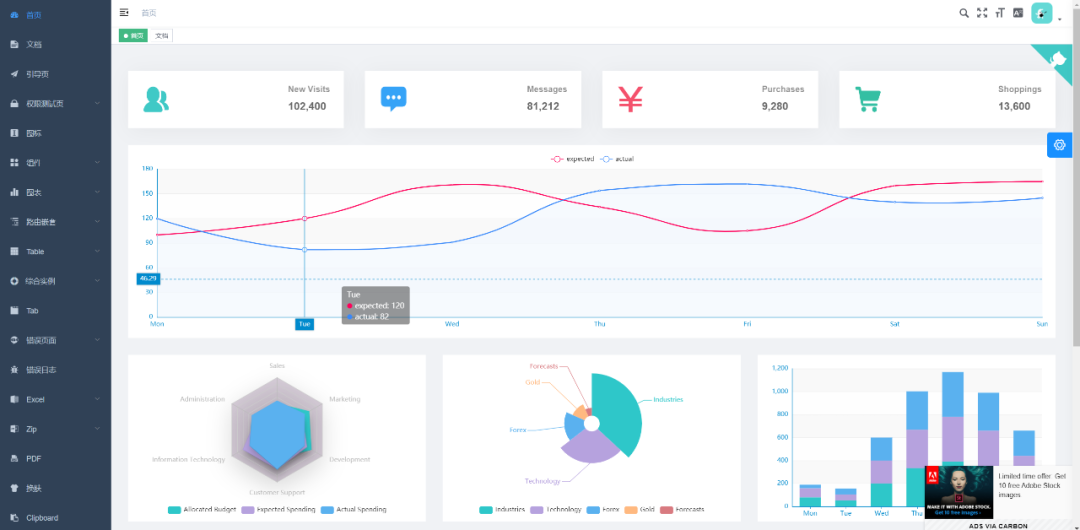 首页
文档
引导页
权限测试页
图标
组件
图表
路由嵌套
Table
综合实例
Tab
错误页面
错误日志
Excel
Zip
PDF
换肤
Clipboard
首页
首页
文档
New Visits
102,400
Messages
81,212
Purchases
9,280
Shoppings
13,600
expected actual
180
150
120
90
60
46.29
30
0
Mon Tue Wed Thu Fri Sat Sun
Tue
expected: 120
actual: 82
Sales
Administration
Marketing
Information Technology
Development
Customer Support
Allocated Budget Expected Spending Actual Spending
Forecasts
Gold
Industries
Forex
Technology
Industries Technology Forex Gold Forecasts
1,200
1,000
800
600
400
200
0
Mon Tue Wed Thu
Adobe
MAKE IT WITH ADOBE STOCK.
Get 10 free images
Limited time offer Get
10 free Adobe Stock
images
ADS VIA CARBON